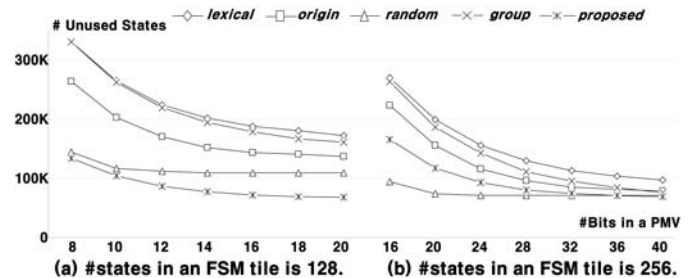 # Unused States
lexical origin random group proposed
300K
200K
100K
0
#Bits in a PMV
8 10 12 14 16 18 20 16 20 24 28 32 36 40
(a) #states in an FSM tile is 128. (b) #states in an FSM tile is 256.